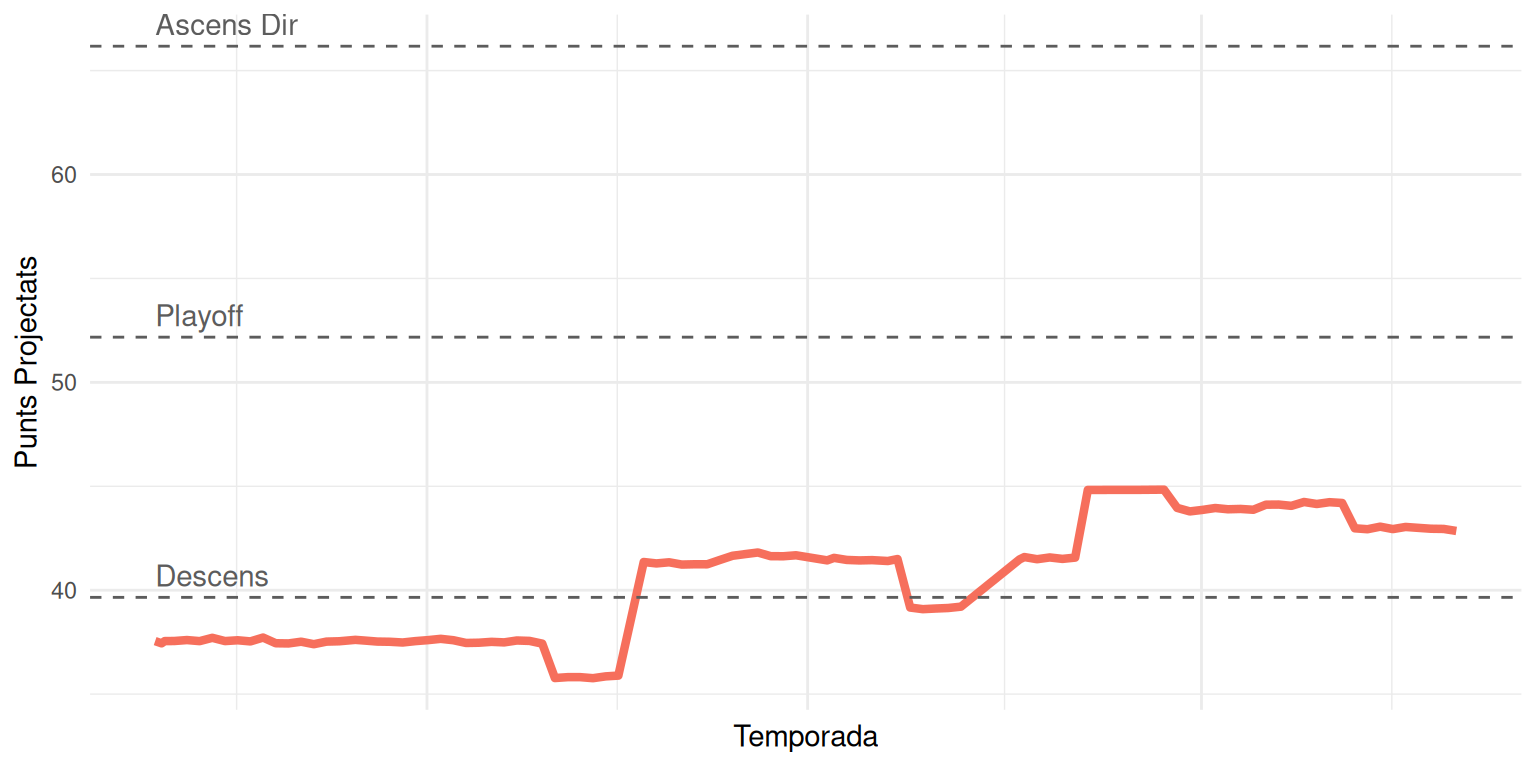 Ascens Dir
60
Playoff
50
Descens
40
Punts Projectats
Temporada